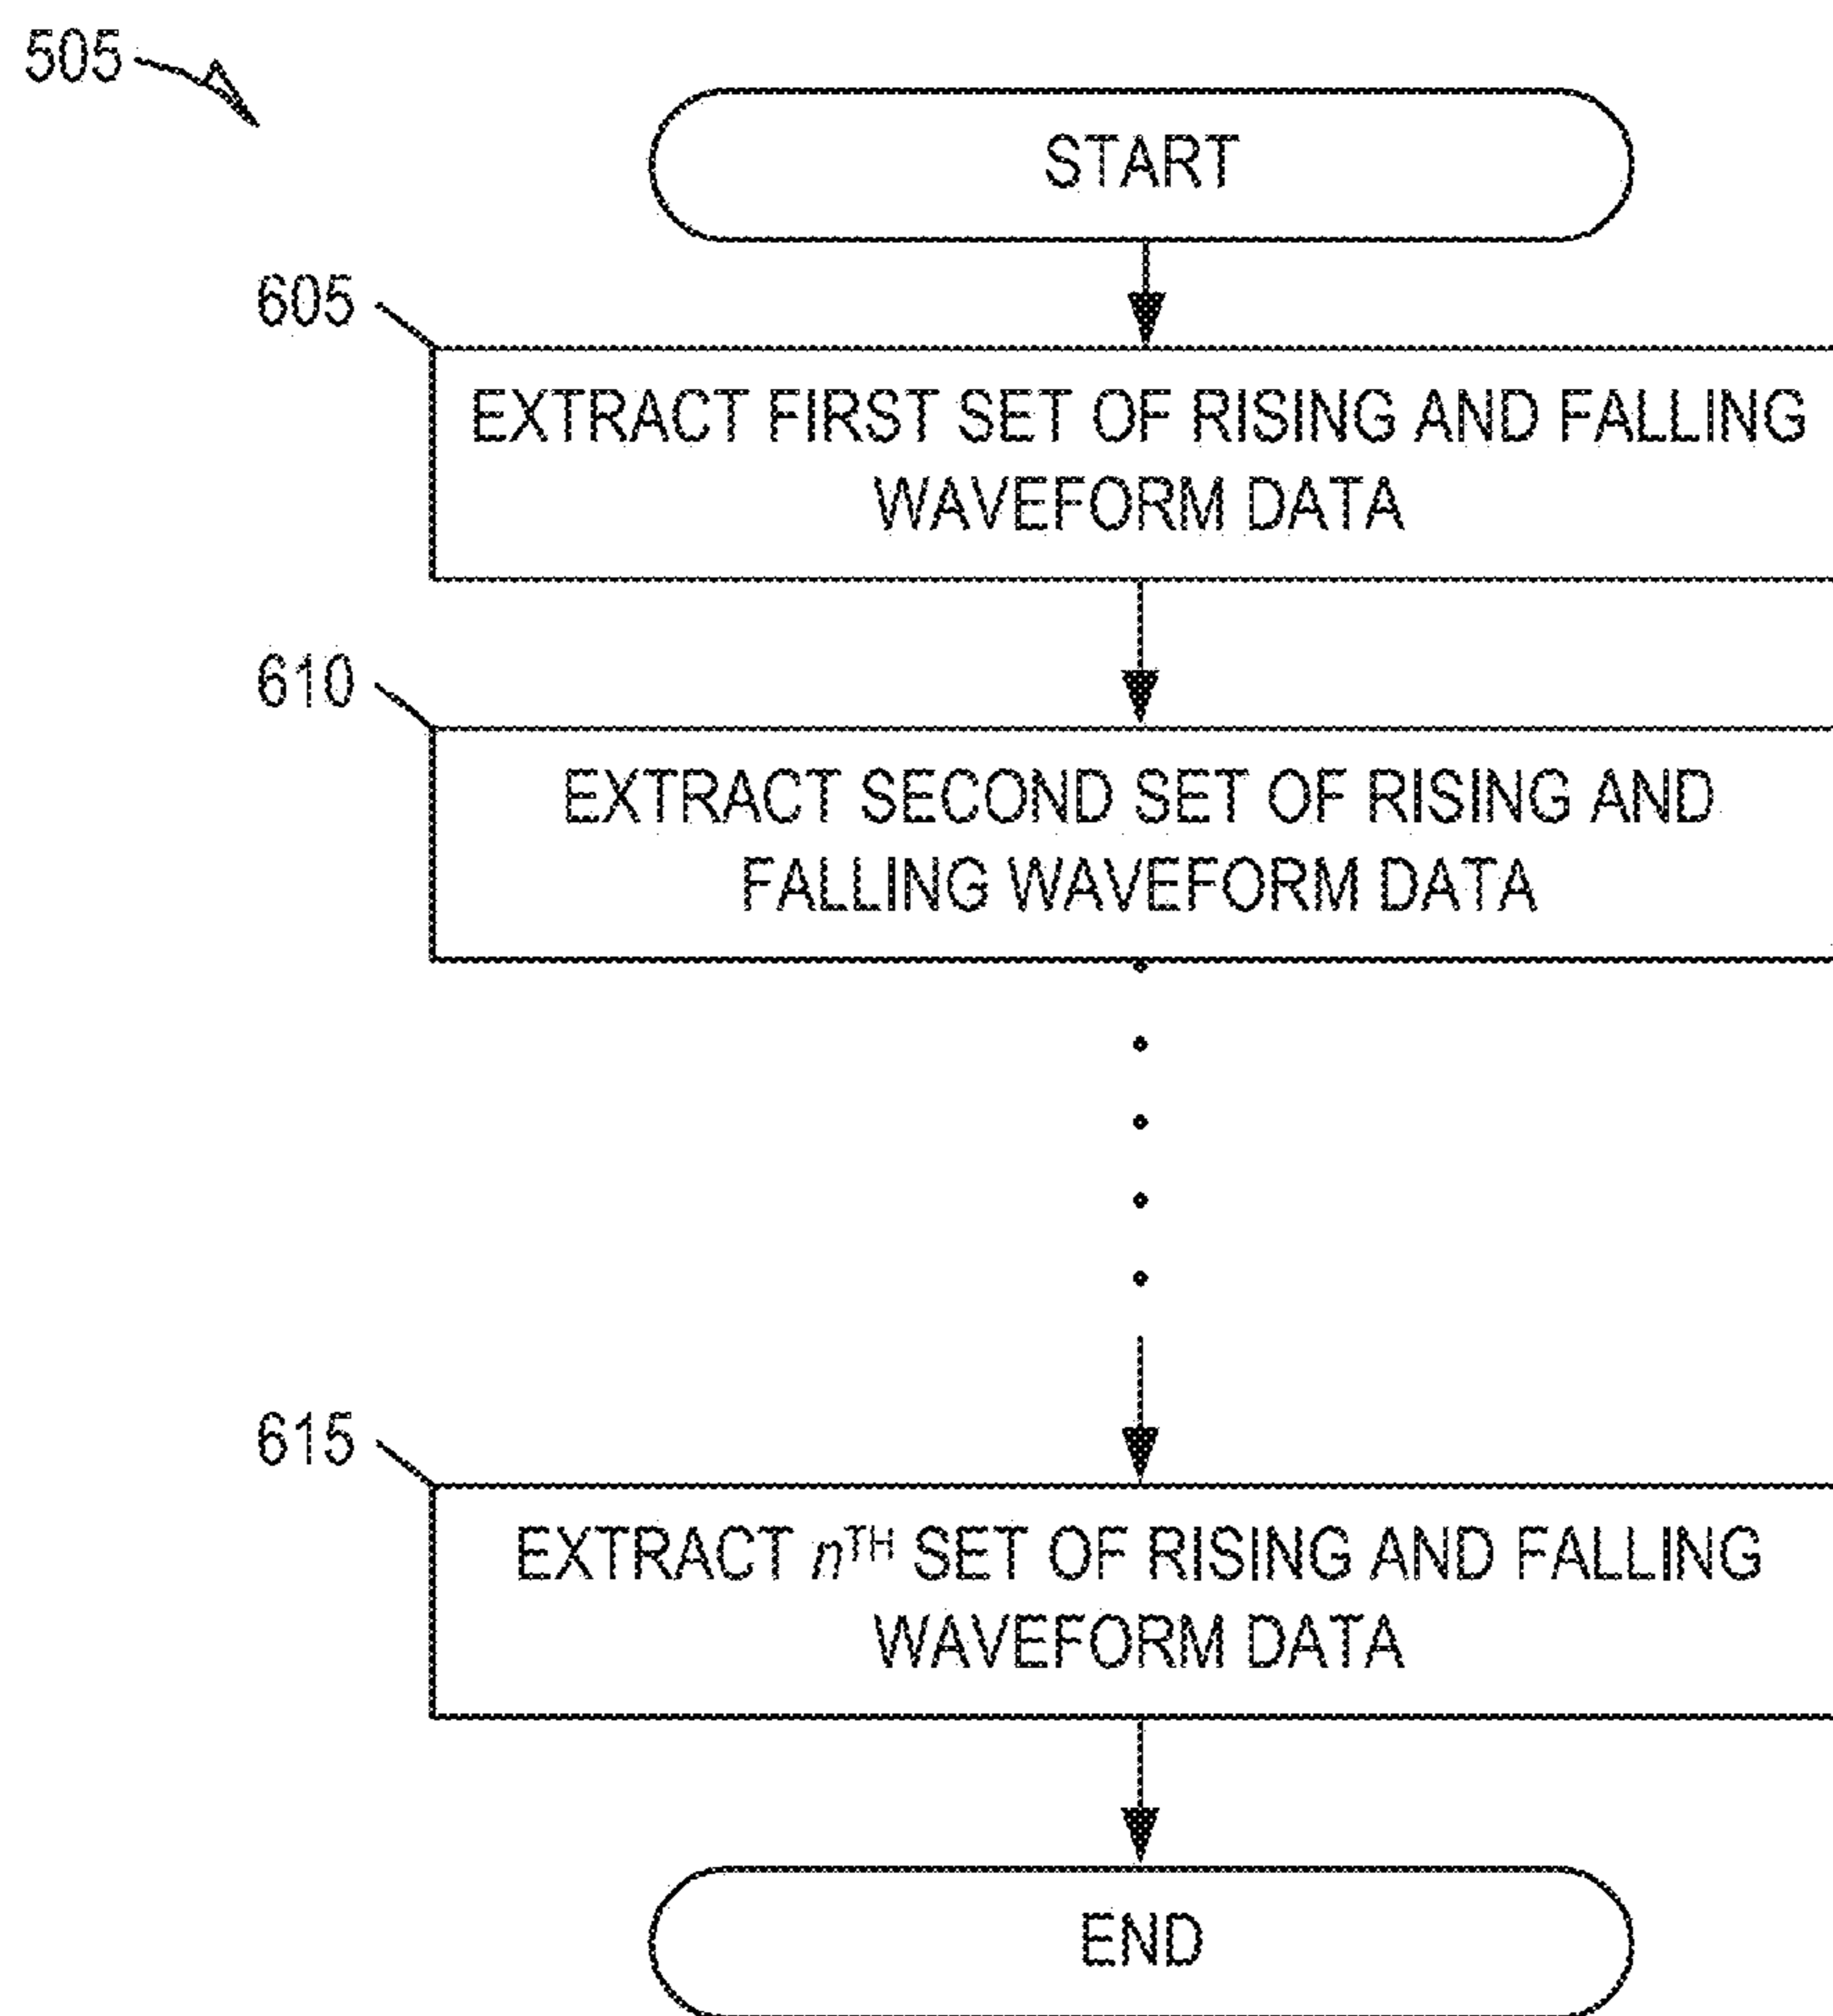 505
START
605
EXTRACT FIRST SET OF RISING AND FALLING
WAVEFORM DATA
610
EXTRACT SECOND SET OF RISING AND
FALLING WAVEFORM DATA
615
EXTRACT nTH SET OF RISING AND FALLING
WAVEFORM DATA
END